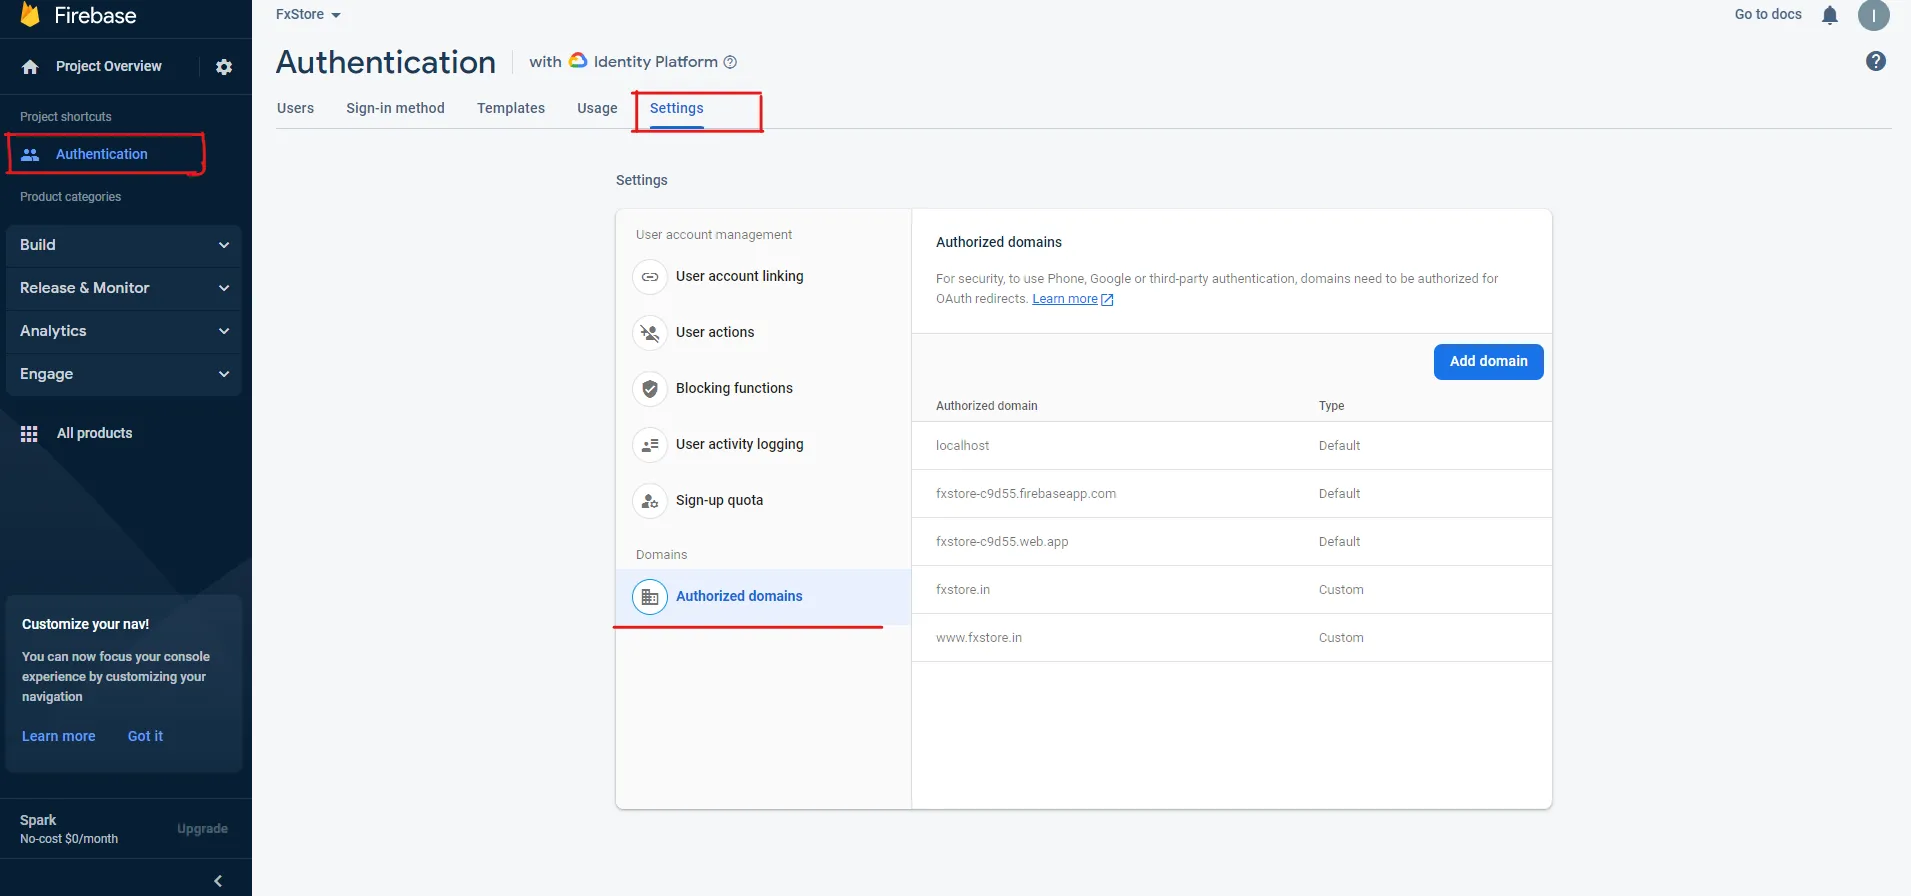 Firebase
Project Overview
Project shortcuts
Authentication
Product categories
Build
Release & Monitor
Analytics
Engage
All products
Customize your nav!
You can now focus your console
experience by customizing your
navigation
Learn more Got it
Spark
No-cost $0/month
Upgrade
FxStore
Go to docs
I
Authentication
with Identity Platform
Users Sign-in method Templates Usage Settings
Settings
User account management
User account linking
User actions
Blocking functions
User activity logging
Sign-up quota
Domains
Authorized domains
Authorized domains
For security, to use Phone, Google or third-party authentication, domains need to be authorized for
OAuth redirects. Learn more
Add domain
Authorized domain Type
localhost Default
fxstore-c9d55.firebaseapp.com Default
fxstore-c9d55.web.app Default
fxstore.in Custom
www.fxstore.in Custom